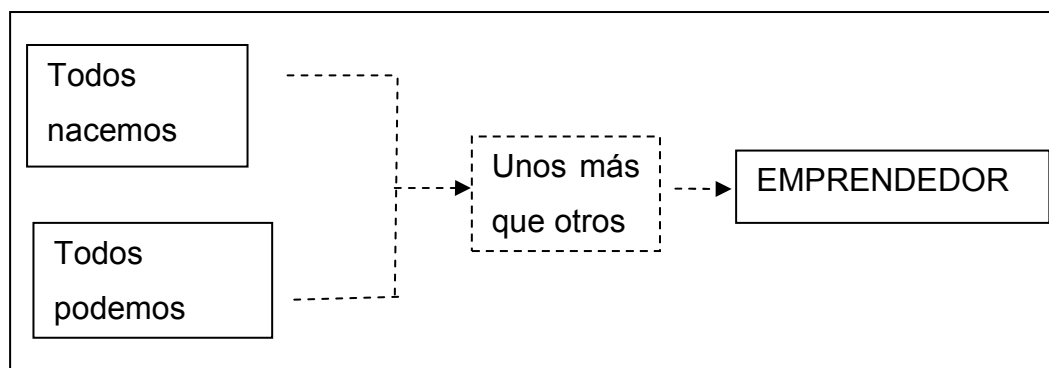 Todos
nacemos
Unos más
que otros
EMPRENDEDOR
Todos
podemos